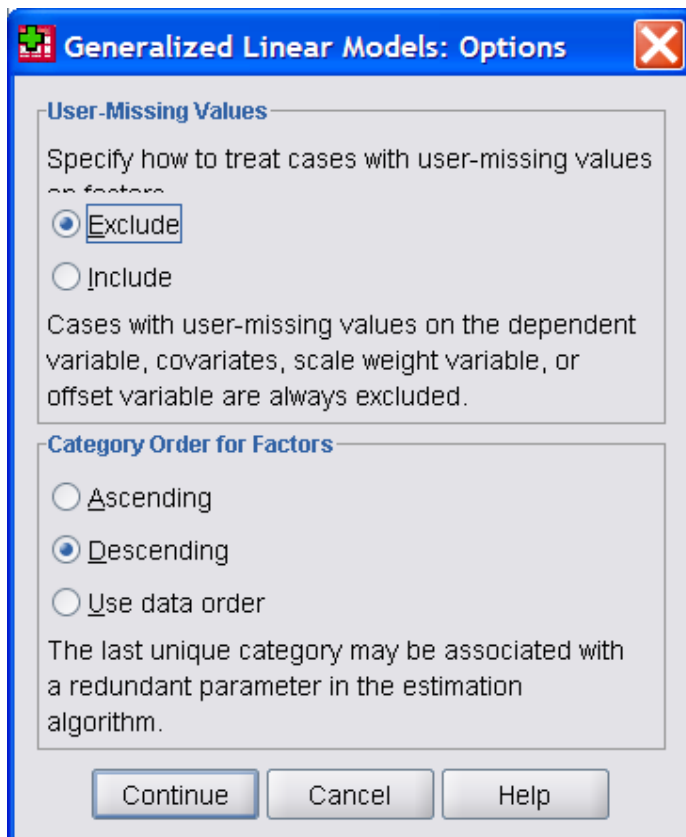 Generalized Linear Models: Options
User-Missing Values
Specify how to treat cases with user-missing values
on factors
Exclude
Include
Cases with user-missing values on the dependent
variable, covariates, scale weight variable, or
offset variable are always excluded.
Category Order for Factors
Ascending
Descending
Use data order
The last unique category may be associated with
a redundant parameter in the estimation
algorithm.
Continue
Cancel
Help